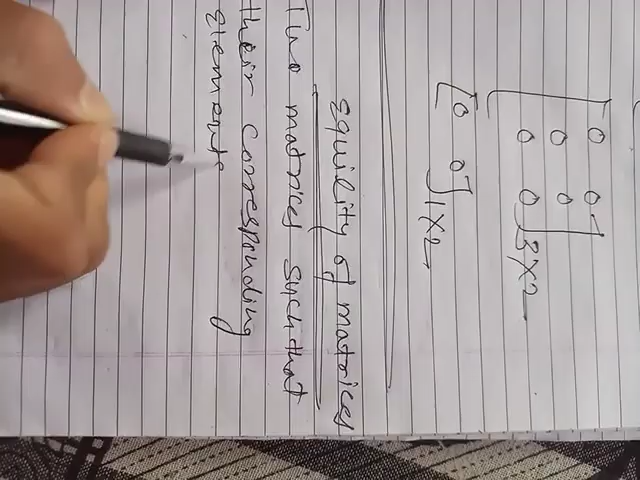 [0 0
0 0
0 0] 3×2
[0 0] 1×2
equility of matrices
Two matrices such that
their corresponding
elements